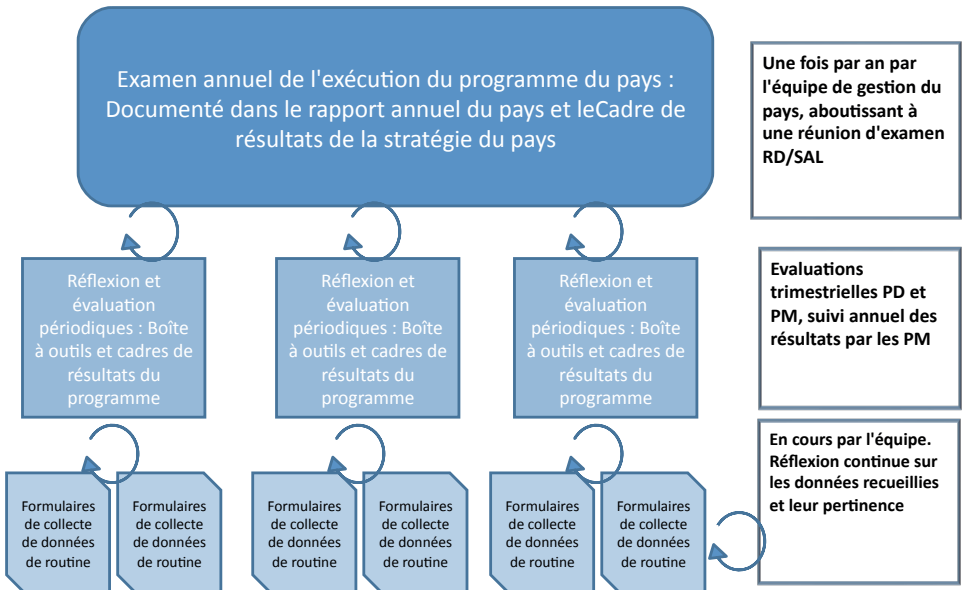 Examen annuel de l'exécution du programme du pays :
Documenté dans le rapport annuel du pays et leCadre de
résultats de la stratégie du pays
Une fois par an par
l'équipe de gestion du
pays, aboutissant à
une réunion d'examen
RD/SAL
Réflexion et
évaluation
périodiques : Boîte
à outils et cadres de
résultats du
programme
Réflexion et
évaluation
périodiques : Boîte
à outils et cadres de
résultats du
programme
Réflexion et
évaluation
périodiques : Boîte
à outils et cadres de
résultats du
programme
Evaluations
trimestrielles PD et
PM, suivi annuel des
résultats par les PM
Formulaires
de collecte
de données
de routine
Formulaires
de collecte
de données
de routine
Formulaires
de collecte
de données
de routine
Formulaires
de collecte
de données
de routine
Formulaires
de collecte
de données
de routine
Formulaires
de collecte
de données
de routine
En cours par l'équipe.
Réflexion continue sur
les données recueillies
et leur pertinence